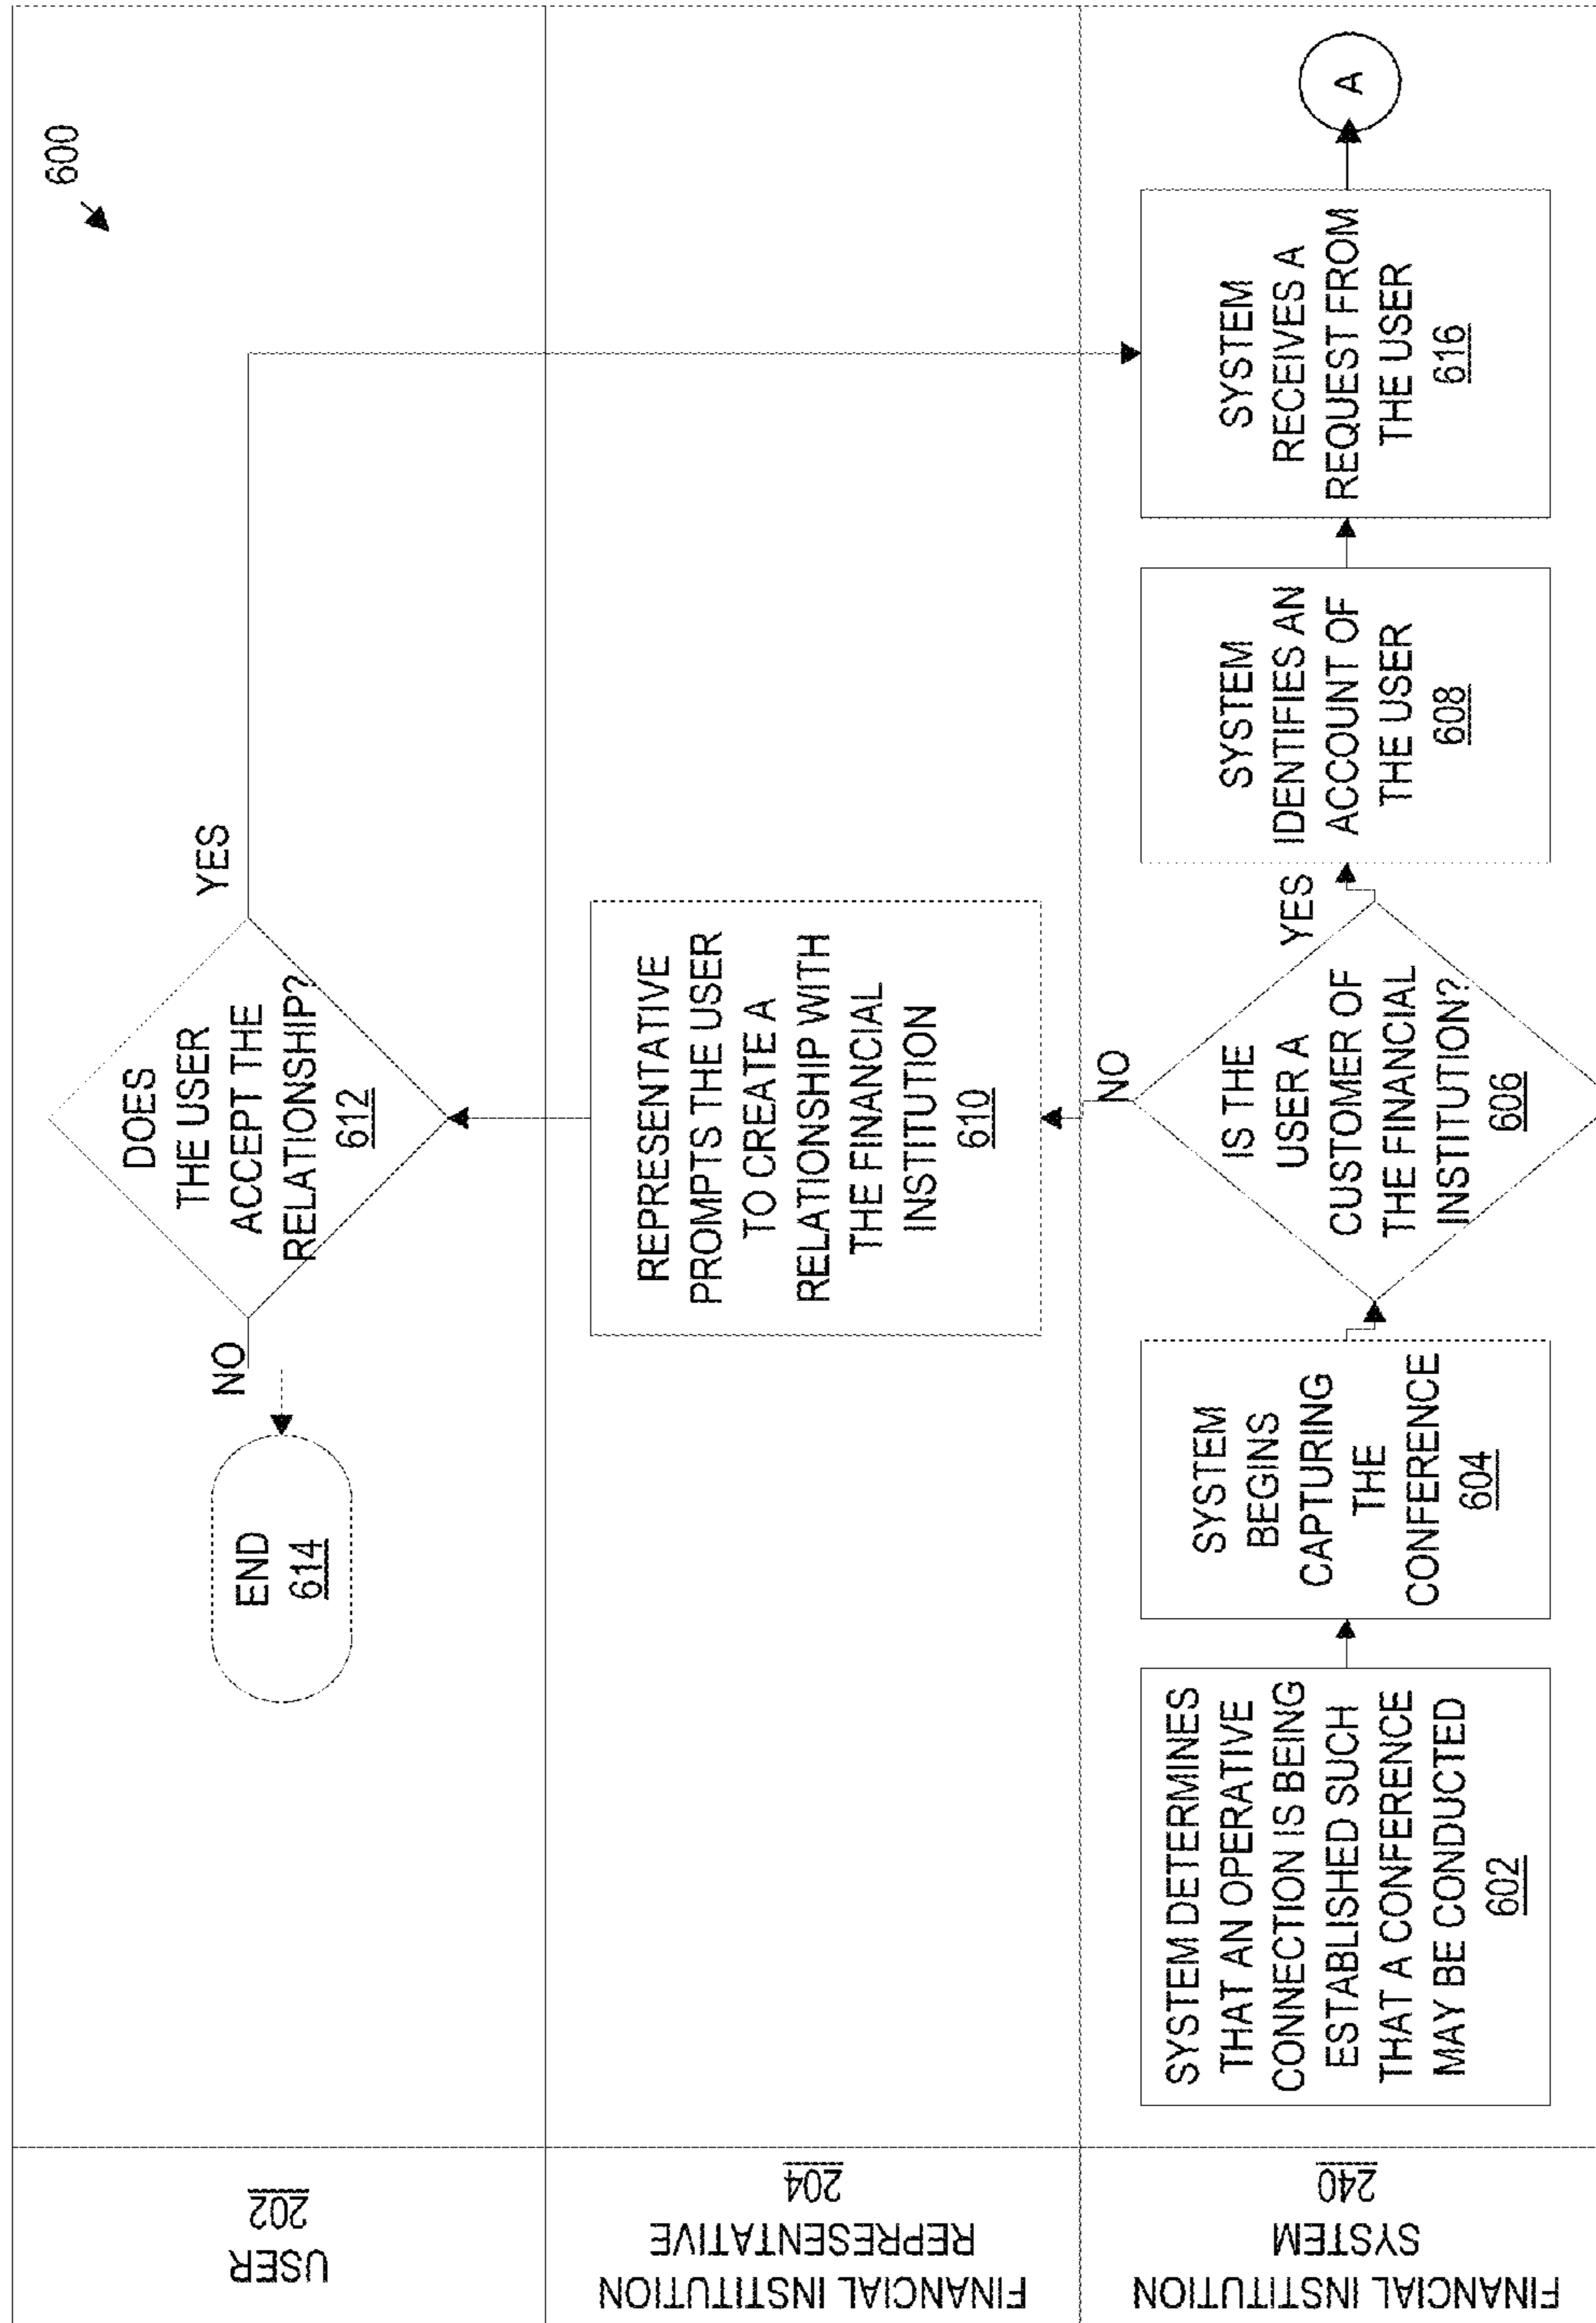 600
USER
202
DOES
THE USER
ACCEPT THE
RELATIONSHIP?
612
NO
YES
END
614
FINANCIAL INSTITUTION
REPRESENTATIVE
204
REPRESENTATIVE
PROMPTS THE USER
TO CREATE A
RELATIONSHIP WITH
THE FINANCIAL
INSTITUTION
610
FINANCIAL INSTITUTION
SYSTEM
240
SYSTEM DETERMINES
THAT AN OPERATIVE
CONNECTION IS BEING
ESTABLISHED SUCH
THAT A CONFERENCE
MAY BE CONDUCTED
602
SYSTEM
BEGINS
CAPTURING
THE
CONFERENCE
604
IS THE
USER A
CUSTOMER OF
THE FINANCIAL
INSTITUTION?
606
NO
YES
SYSTEM
IDENTIFIES AN
ACCOUNT OF
THE USER
608
SYSTEM
RECEIVES A
REQUEST FROM
THE USER
616
A